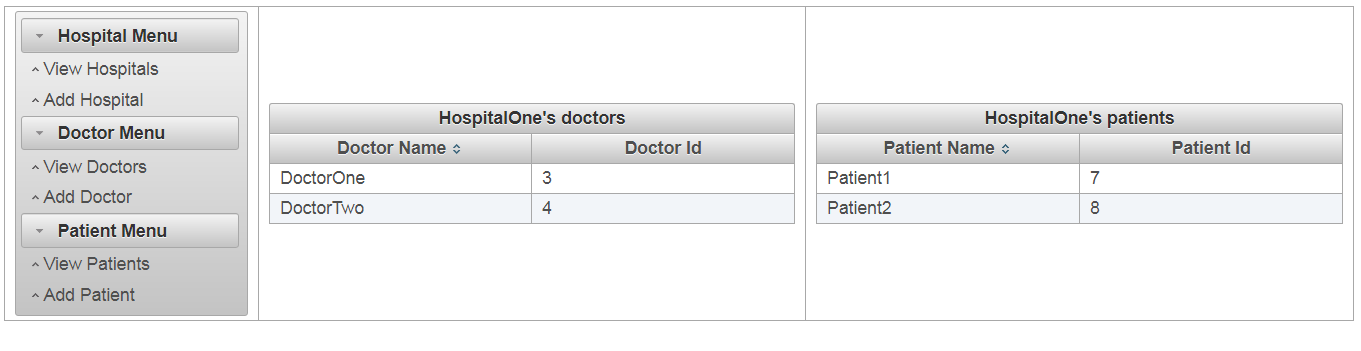 Hospital Menu
View Hospitals
Add Hospital
Doctor Menu
View Doctors
Add Doctor
Patient Menu
View Patients
Add Patient
HospitalOne's doctors
Doctor Name Doctor Id
DoctorOne 3
DoctorTwo 4
HospitalOne's patients
Patient Name Patient Id
Patient1 7
Patient2 8